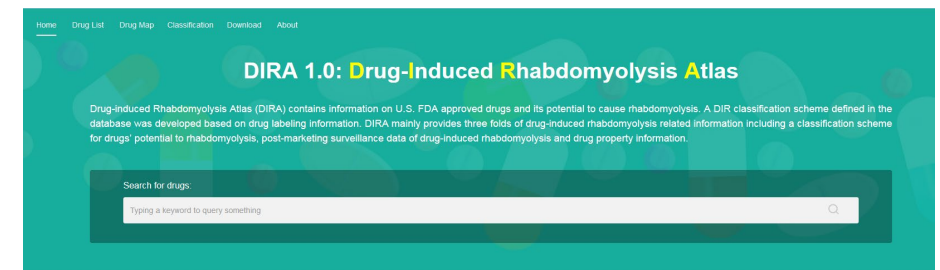 Home Drug List Drug Map Classification Download About
DIRA 1.0: Drug-Induced Rhabdomyolysis Atlas
Drug-induced Rhabdomyolysis Atlas (DIRA) contains information on U.S. FDA approved drugs and its potential to cause rhabdomyolysis. A DIR classification scheme defined in the
database was developed based on drug labeling information. DIRA mainly provides three folds of drug-induced rhabdomyolysis related information including a classification scheme
for drugs' potential to rhabdomyolysis, post-marketing surveillance data of drug-induced rhabdomyolysis and drug property information.
Search for drugs:
Typing a keyword to query something